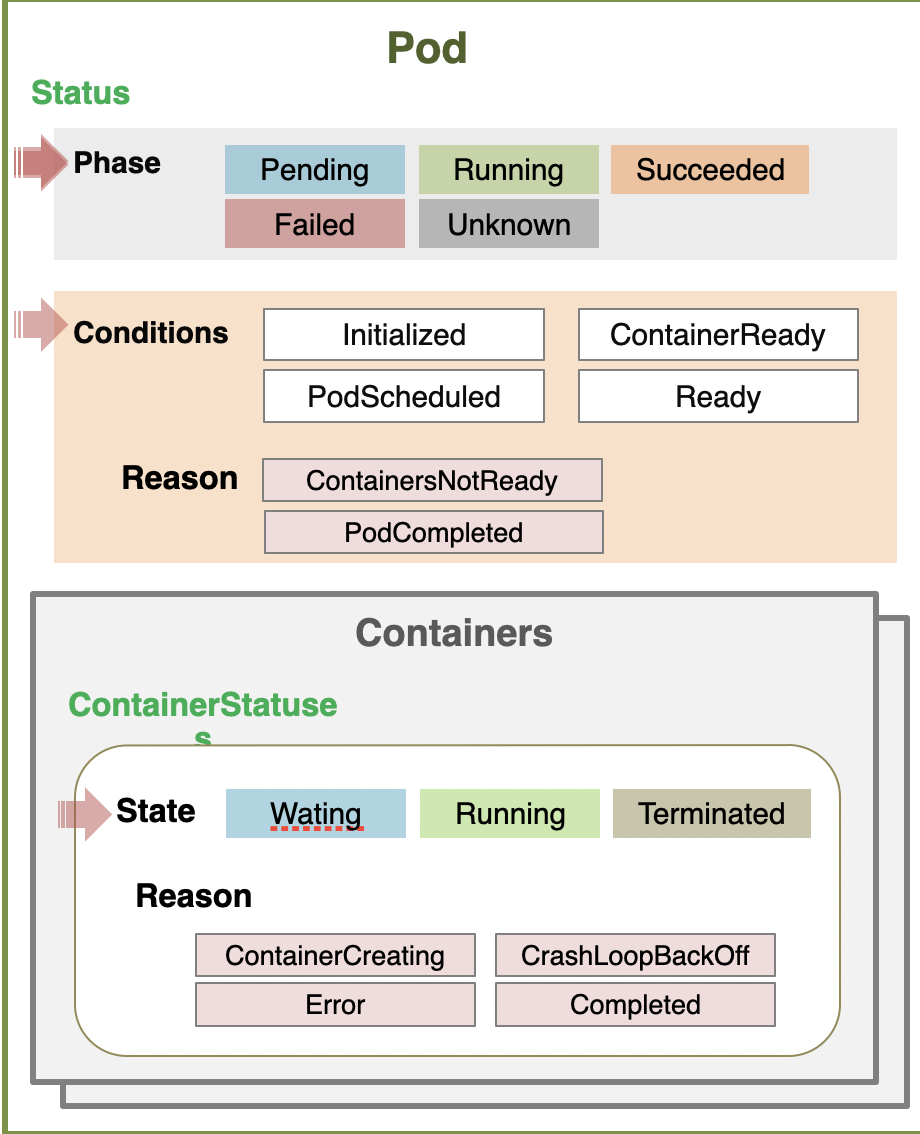 Pod
Status
Phase
Pending Running Succeeded
Failed Unknown
Conditions
Initialized ContainerReady
PodScheduled Ready
Reason
ContainersNotReady
PodCompleted
Containers
ContainerStatuse
s
State Wating Running Terminated
Reason
ContainerCreating CrashLoopBackOff
Error Completed